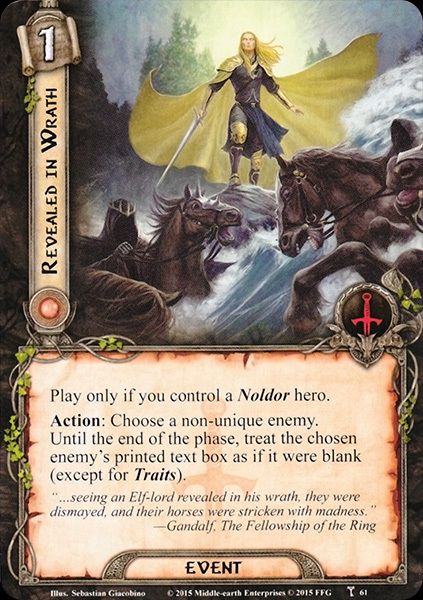 1
REVEALED IN WRATH
Play only if you control a Noldor hero.
Action: Choose a non-unique enemy.
Until the end of the phase, treat the chosen
enemy's printed text box as if it were blank
(except for Traits).
"…seeing an Elf-lord revealed in his wrath, they were
dismayed, and their horses were stricken with madness."
—Gandalf, The Fellowship of the Ring
EVENT
Illus. Sebastian Giacobino © 2015 Middle-earth Enterprises © 2015 FFG 61